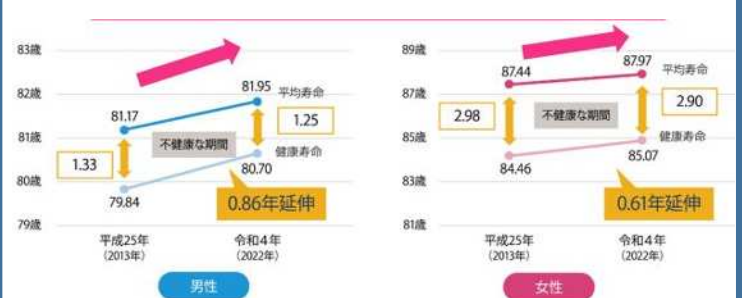 83歳
82歳
81歳
80歳
79歳
81.17
81.95
平均寿命
1.33
不健康な期間
1.25
健康寿命
79.84
80.70
0.86年延伸
平成25年
(2013年)
令和4年
(2022年)
男性
89歳
87歳
85歳
83歳
81歳
87.44
87.97
平均寿命
2.98
不健康な期間
2.90
健康寿命
84.46
85.07
0.61年延伸
平成25年
(2013年)
令和4年
(2022年)
女性